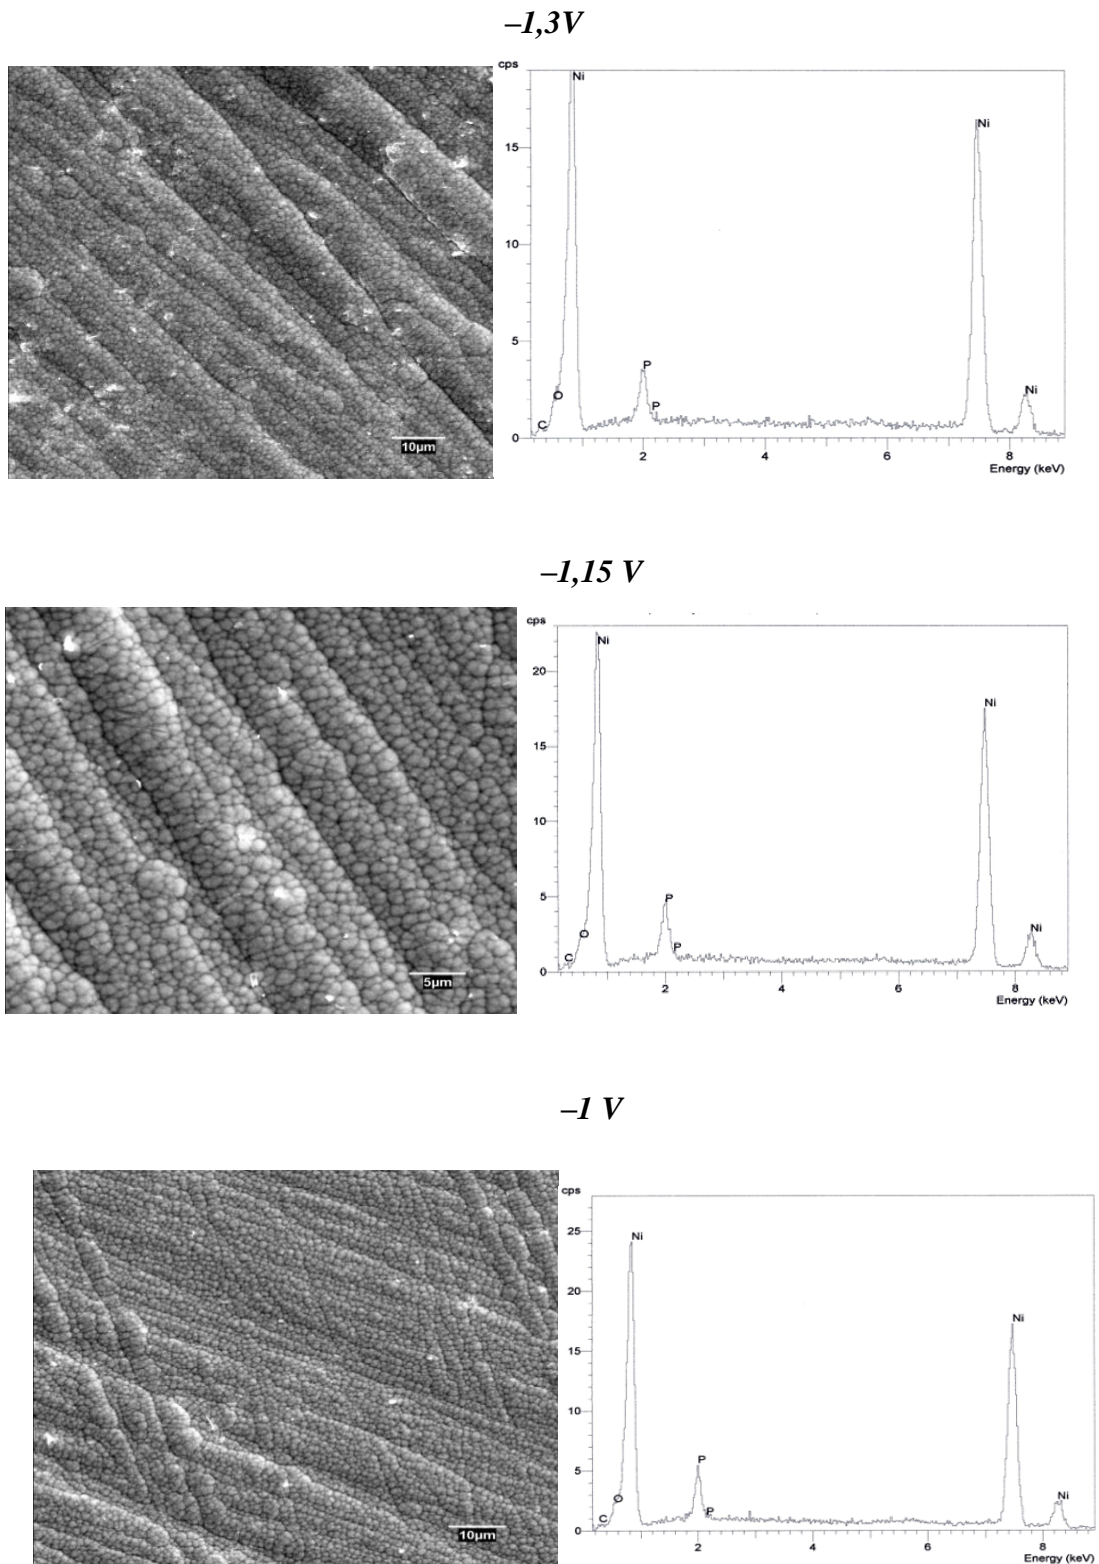 –1,3V
cps
Ni
15
Ni
10
5
P
Ni
O
P
C
0
2
4
6
8
Energy (keV)
10µm
–1,15 V
cps
Ni
20
Ni
15
10
5
P
O
P
Ni
C
0
2
4
6
8
Energy (keV)
5µm
–1 V
cps
25
Ni
20
Ni
15
10
5
P
O
P
Ni
C
0
2
4
6
8
Energy (keV)
10µm